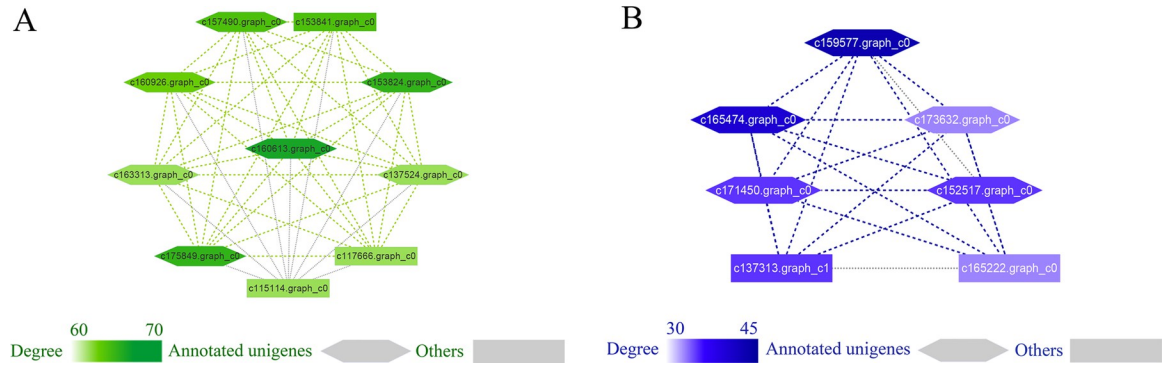 A
c157490.graph_c0
c153841.graph_c0
c160926.graph_c0
c153824.graph_c0
c160613.graph_c0
c163313.graph_c0
c137524.graph_c0
c175849.graph_c0
c117666.graph_c0
c115114.graph_c0
60 70
Degree Annotated unigenes Others
B
c159577.graph_c0
c165474.graph_c0
c173632.graph_c0
c171450.graph_c0
c152517.graph_c0
c137313.graph_c1
c165222.graph_c0
30 45
Degree Annotated unigenes Others